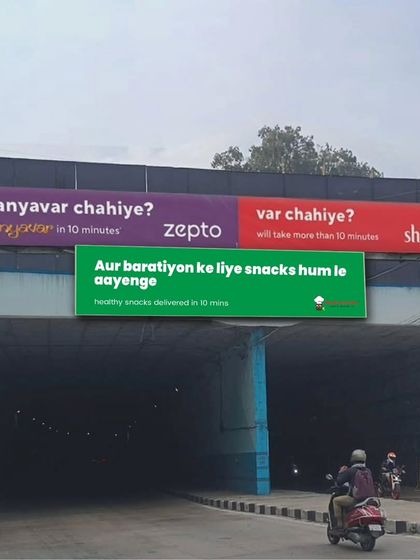 anyavar chahiye?
nyavar in 10 minutes*
zepto
var chahiye?
will take more than 10 minutes
sh
Aur baratiyon ke liye snacks hum le
aayenge
healthy snacks delivered in 10 mins